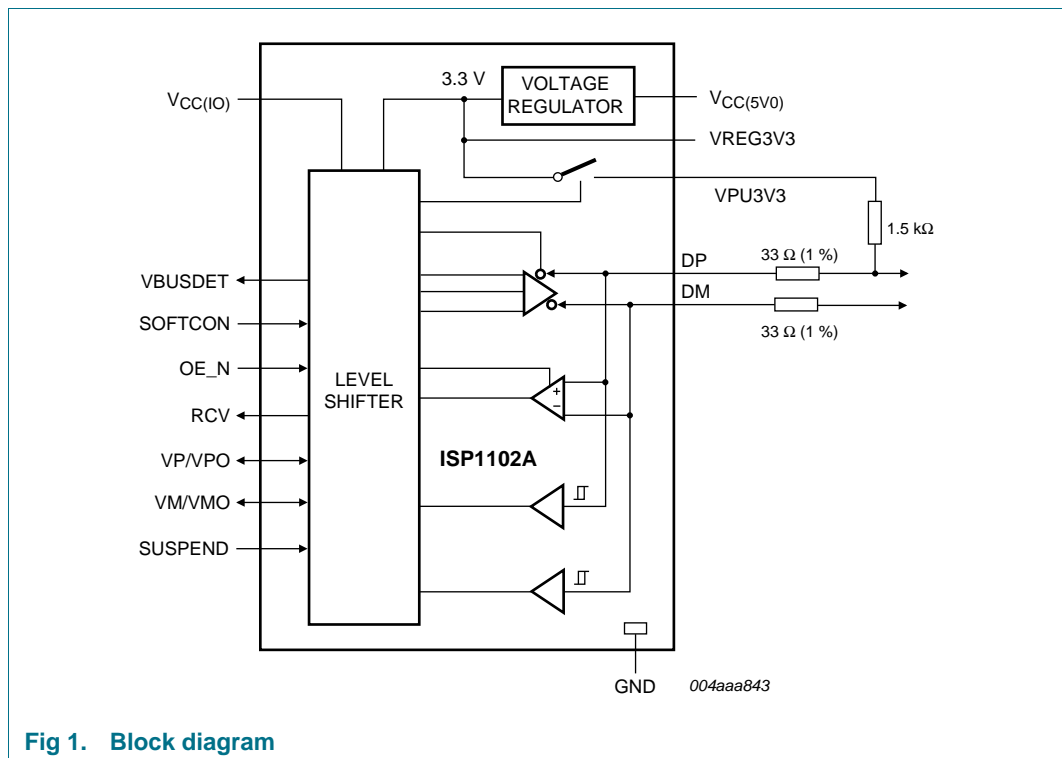 3.3 V
VOLTAGE
REGULATOR
VCC(IO)
VCC(5V0)
VREG3V3
VPU3V3
1.5 kΩ
DP
33 Ω (1 %)
DM
33 Ω (1 %)
VBUSDET
SOFTCON
OE_N
LEVEL
SHIFTER
RCV
+
−
ISP1102A
VP/VPO
VM/VMO
SUSPEND
GND
004aaa843
Fig 1. Block diagram